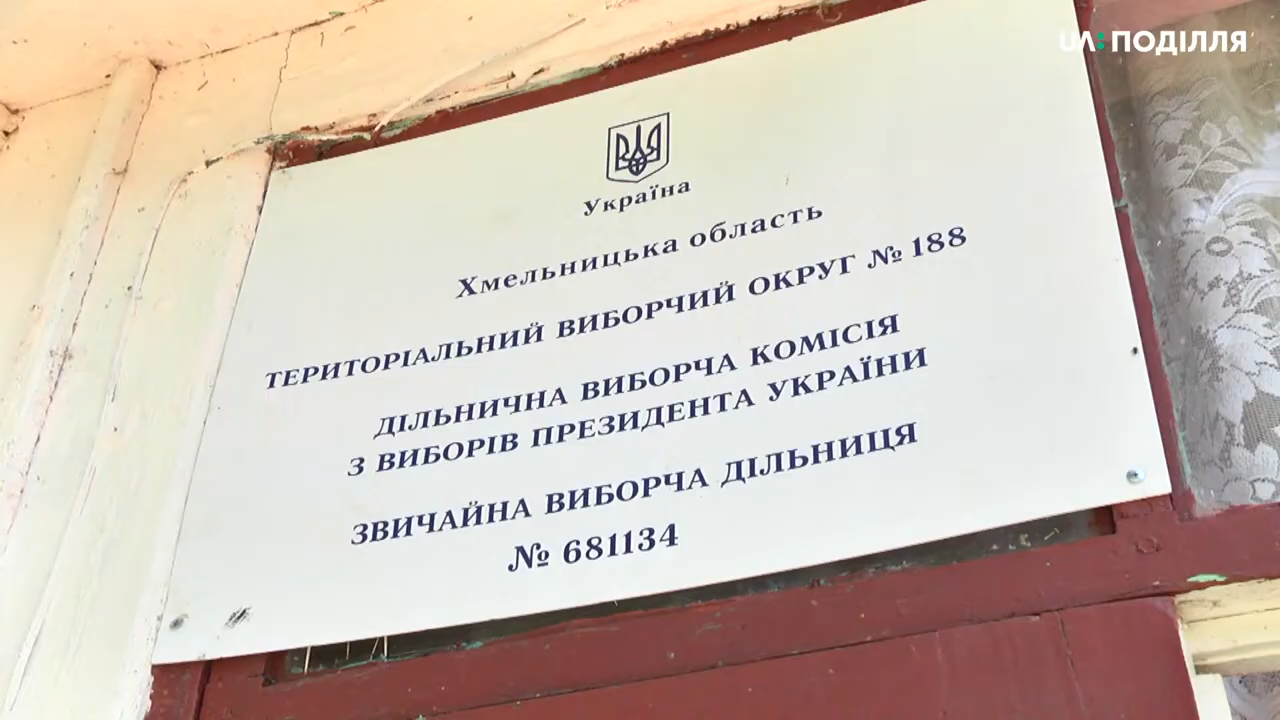 UA: ПОДІЛЛЯ
Україна
Хмельницька область
ТЕРИТОРІАЛЬНИЙ ВИБОРЧИЙ ОКРУГ № 188
ДІЛЬНИЧНА ВИБОРЧА КОМІСІЯ
З ВИБОРІВ ПРЕЗИДЕНТА УКРАЇНИ
ЗВИЧАЙНА ВИБОРЧА ДІЛЬНИЦЯ
№ 681134